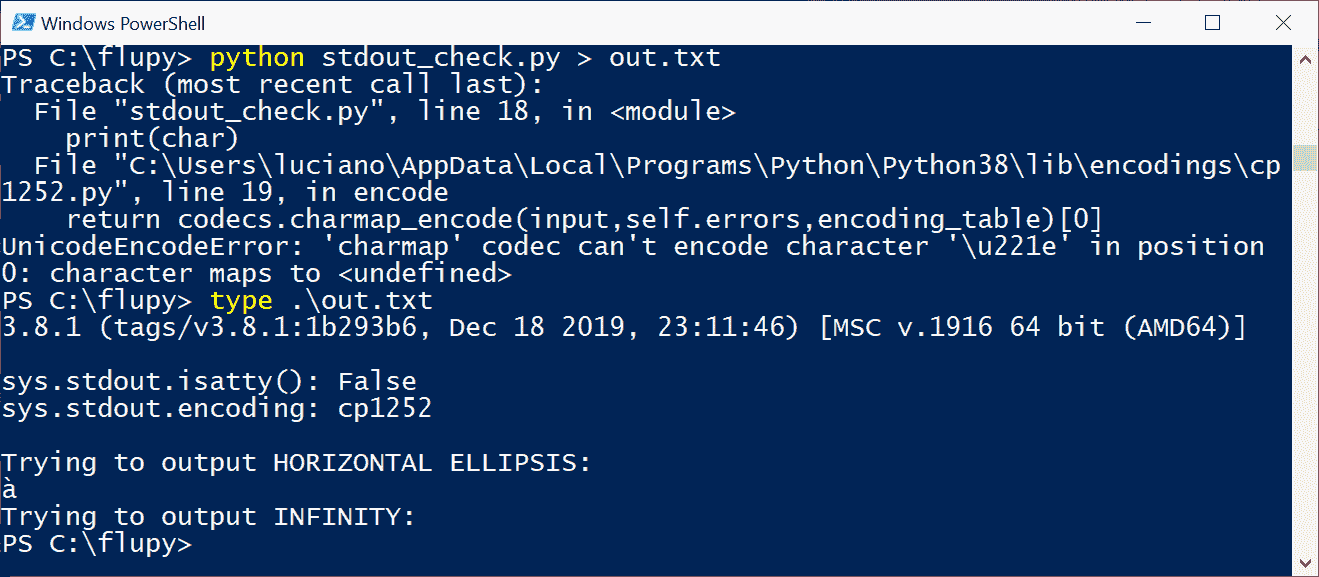 Windows PowerShell
PS C:\flupy> python stdout_check.py > out.txt
Traceback (most recent call last):
  File "stdout_check.py", line 18, in <module>
    print(char)
  File "C:\Users\luciano\AppData\Local\Programs\Python\Python38\lib\encodings\cp
1252.py", line 19, in encode
    return codecs.charmap_encode(input,self.errors,encoding_table)[0]
UnicodeEncodeError: 'charmap' codec can't encode character '\u221e' in position
0: character maps to <undefined>
PS C:\flupy> type .\out.txt
3.8.1 (tags/v3.8.1:1b293b6, Dec 18 2019, 23:11:46) [MSC v.1916 64 bit (AMD64)]
sys.stdout.isatty(): False
sys.stdout.encoding: cp1252
Trying to output HORIZONTAL ELLIPSIS:
à
Trying to output INFINITY:
PS C:\flupy>